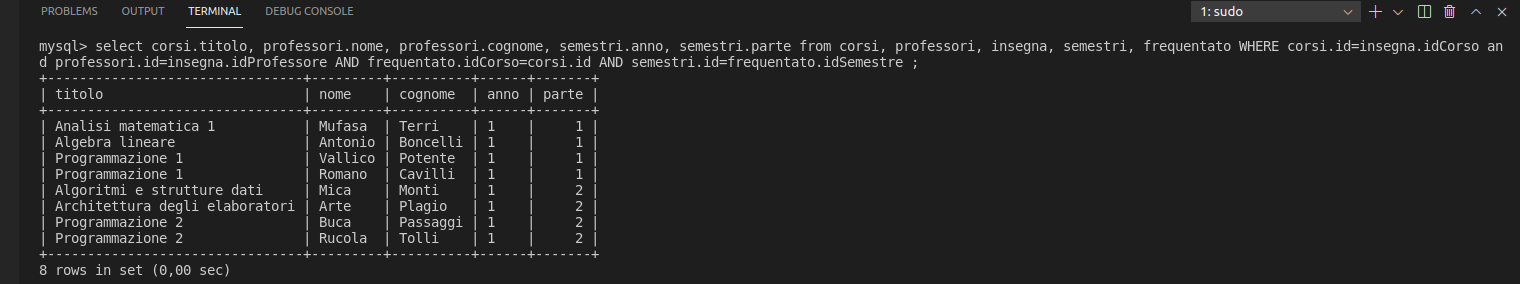 PROBLEMS OUTPUT TERMINAL DEBUG CONSOLE 1: sudo
mysql> select corsi.titolo, professori.nome, professori.cognome, semestri.anno, semestri.parte from corsi, professori, insegna, semestri, frequentato WHERE corsi.id=insegna.idCorso an
d professori.id=insegna.idProfessore AND frequentato.idCorso=corsi.id AND semestri.id=frequentato.idSemestre ;
+-------------------------------+---------+----------+------+-------+
| titolo                        | nome    | cognome  | anno | parte |
+-------------------------------+---------+----------+------+-------+
| Analisi matematica 1          | Mufasa  | Terri    | 1    |     1 |
| Algebra lineare               | Antonio | Boncelli | 1    |     1 |
| Programmazione 1              | Vallico | Potente  | 1    |     1 |
| Programmazione 1              | Romano  | Cavilli  | 1    |     1 |
| Algoritmi e strutture dati    | Mica    | Monti    | 1    |     2 |
| Architettura degli elaboratori | Arte    | Plagio   | 1    |     2 |
| Programmazione 2              | Buca    | Passaggi | 1    |     2 |
| Programmazione 2              | Rucola  | Tolli    | 1    |     2 |
+-------------------------------+---------+----------+------+-------+
8 rows in set (0,00 sec)